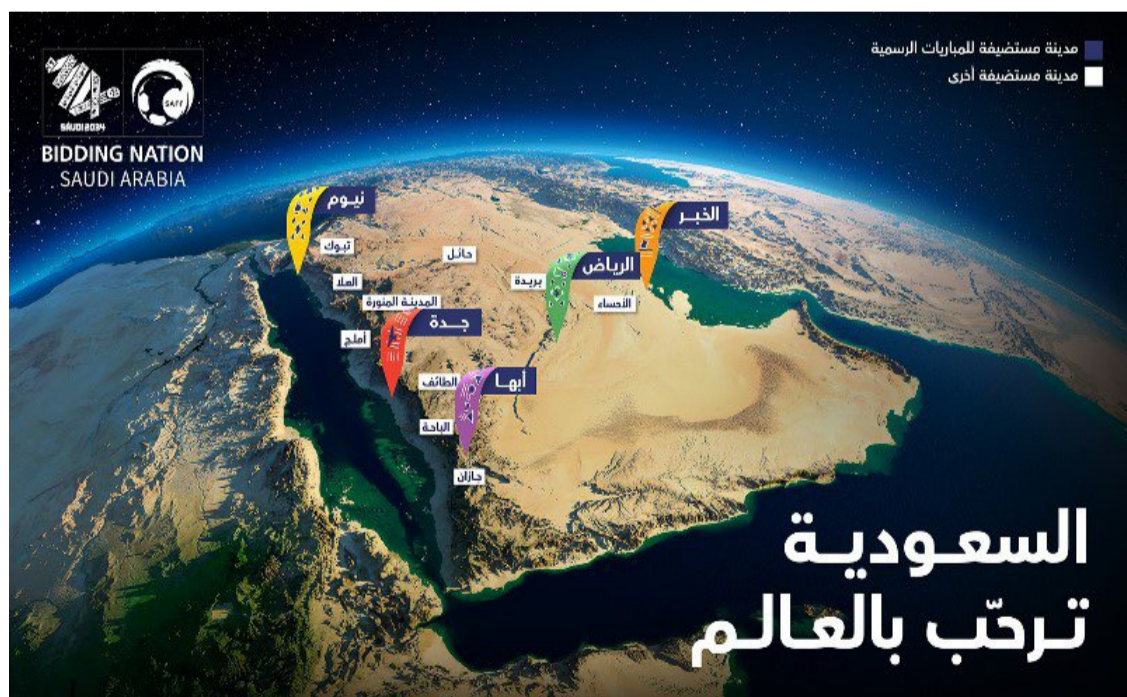 مدينة مستضيفة للمباريات الرسمية
مدينة مستضيفة أخرى
SAUDI 2034
SAFF
BIDDING NATION
SAUDI ARABIA
نيوم
الخبر
تبوك
حائل
الرياض
بريدة
العلا
الأحساء
المدينة المنورة
جدة
أملج
أبها
الطائف
الباحة
جازان
السعودية
ترحّب بالعالم